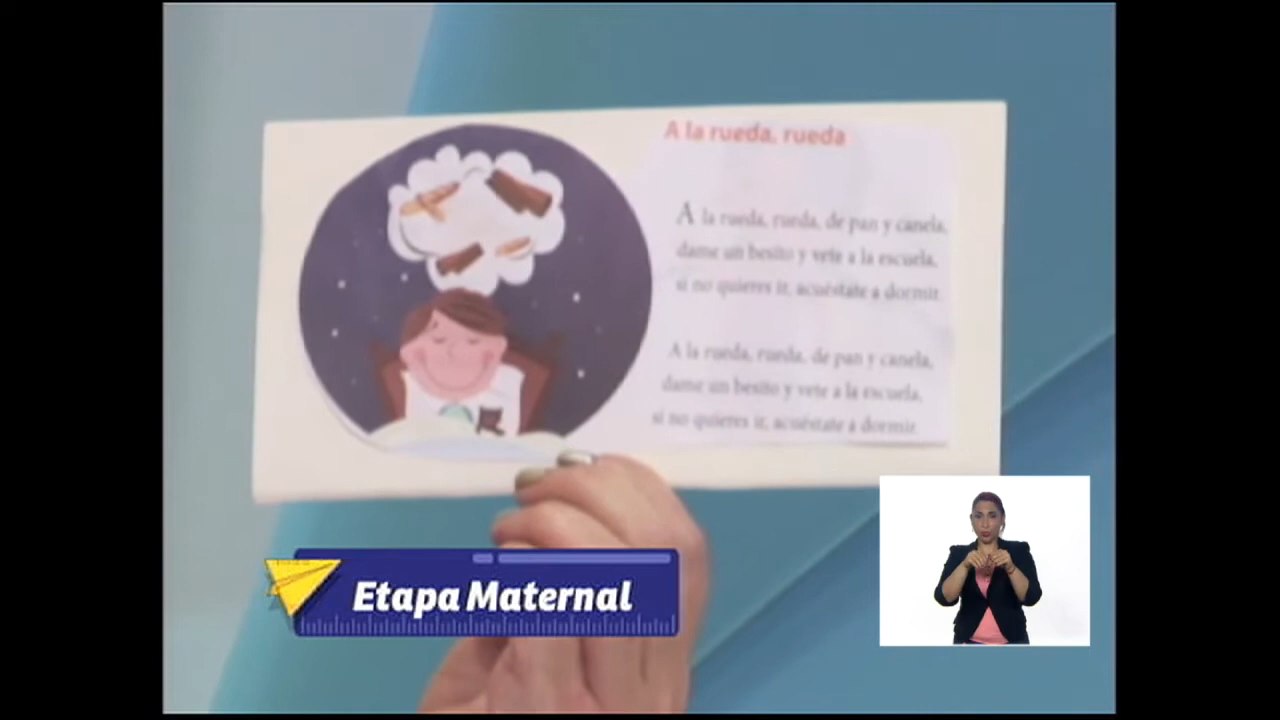 A la rueda, rueda
A la rueda, rueda, de pan y canela,
dame un besito y vete a la escuela,
si no quieres ir, acuéstate a dormir.
A la rueda, rueda, de pan y canela,
dame un besito y vete a la escuela,
si no quieres ir, acuéstate a dormir.
Etapa Maternal